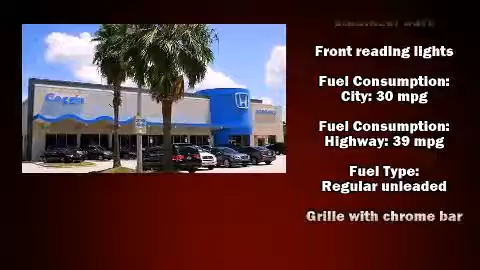 Front reading lights
Fuel Consumption:
City: 30 mpg
Fuel Consumption:
Highway: 39 mpg
Fuel Type:
Regular unleaded
Grille with chrome bar